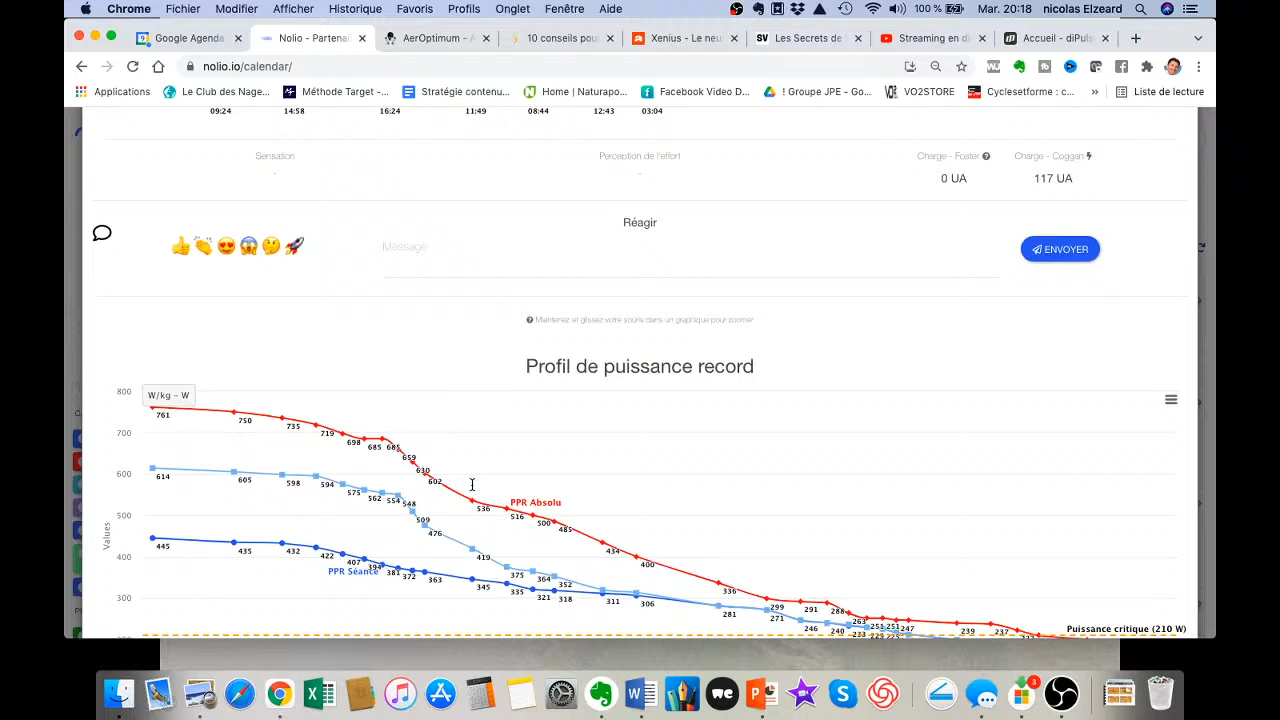 Chrome Fichier Modifier Afficher Historique Favoris Profils Onglet Fenêtre Aide 100 % Mar. 20:18 nicolas Elzeard
Google Agenda
Nolio - Partenai
AerOptimum - A
10 conseils pou
Xenius - Le neu
Les Secrets de
Streaming en di
Accueil - diPuls
nolio.io/calendar/
Applications Le Club des Nage... Méthode Target -... Stratégie contenu... Home | Naturapo... Facebook Video D... ! Groupe JPE - Go... VO2STORE Cyclesetforme : c... » Liste de lecture
09:24 14:58 16:24 11:49 08:44 12:43 03:04
Sensation Perception de l'effort Charge - Foster Charge - Coggan
- - 0 UA 117 UA
Réagir
Message ENVOYER
Maintenez et glissez votre souris dans un graphique pour zoomer
Profil de puissance record
W/kg – W
Values
800
700
600
500
400
300
761 750 735 719 698 685 685 659 630 602 536 516 500 485 434 400 336 299 291 288 263 251 251 247 239 237
PPR Absolu
614 605 598 594 575 562 554 548 509 476 419 375 364 352
445 435 432 422 407 394 381 372 363 345 335 321 318 311 306 281 271 246 240 233
PPR Séance
Puissance critique (210 W)
3